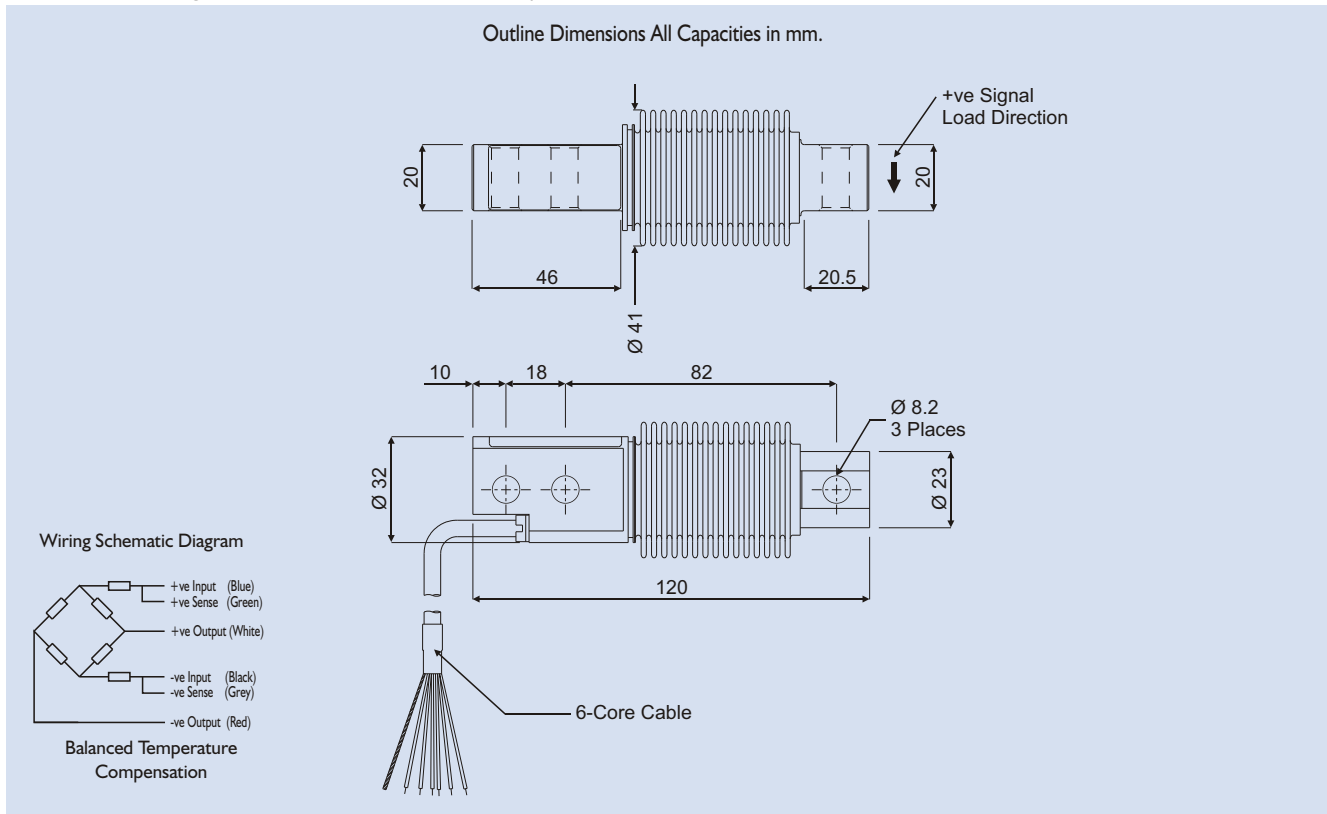 Outline Dimensions All Capacities in mm.
+ve Signal
Load Direction
20
20
46
20.5
Ø 41
10
18
82
Ø 8.2
3 Places
Ø 32
Ø 23
120
6-Core Cable
Wiring Schematic Diagram
+ve Input (Blue)
+ve Sense (Green)
+ve Output (White)
-ve Input (Black)
-ve Sense (Grey)
-ve Output (Red)
Balanced Temperature
Compensation